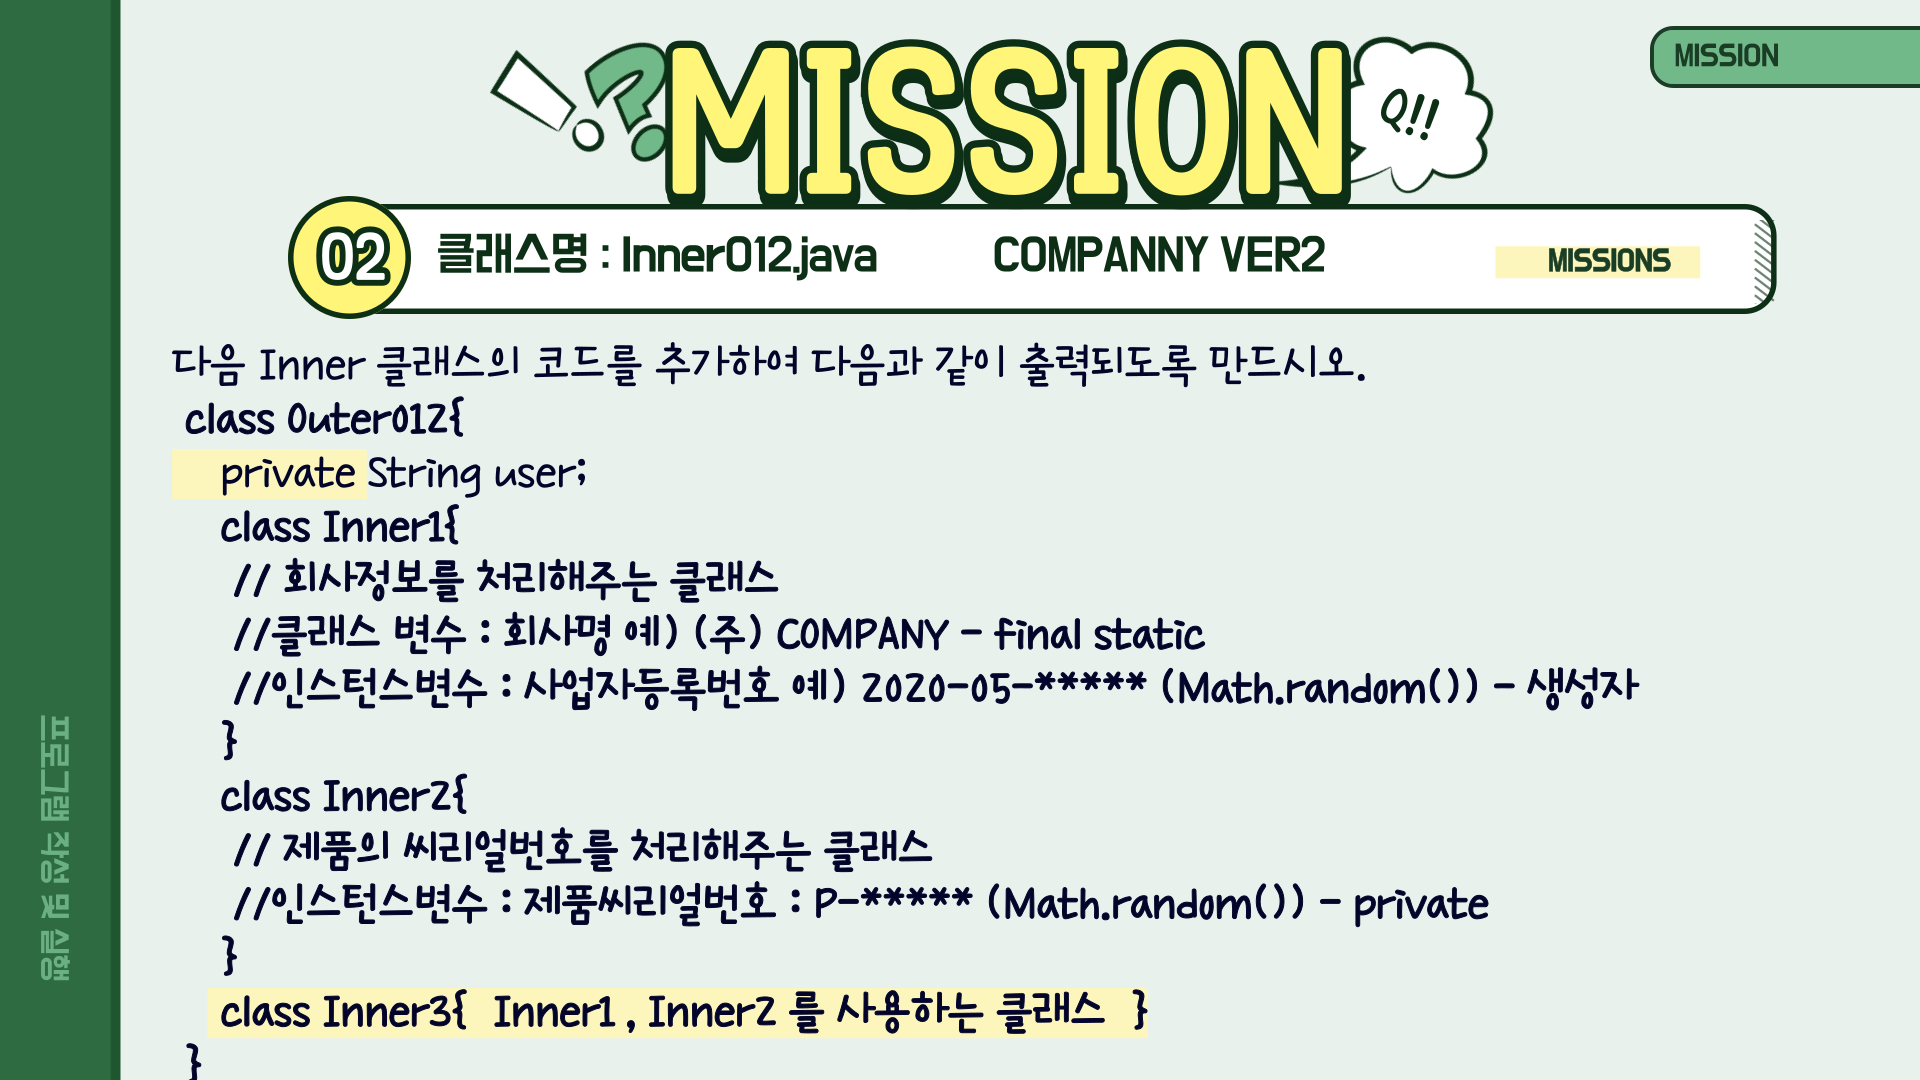 MISSION
!?
MISSION
Q!!
02
클래스명 : Inner012.java COMPANNY VER2
MISSIONS
다음 Inner 클래스의 코드를 추가하여 다음과 같이 출력되도록 만드시오.
class Outer012{
private String user;
class Inner1{
// 회사정보를 처리해주는 클래스
//클래스 변수 : 회사명 예) (주) COMPANY - final static
//인스턴스변수 : 사업자등록번호 예) 2020-05-***** (Math.random()) - 생성자
}
class Inner2{
// 제품의 씨리얼번호를 처리해주는 클래스
//인스턴스변수 : 제품씨리얼번호 : P-***** (Math.random()) - private
}
class Inner3{ Inner1 , Inner2 를 사용하는 클래스 }
}
프로그램 작성 및 실행